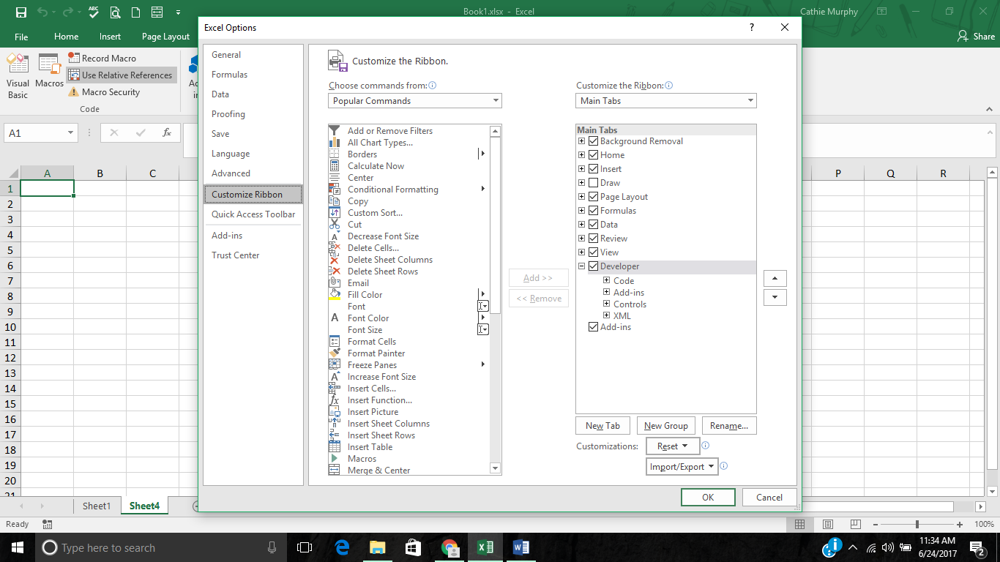 Book1.xlsx - Excel
Cathie Murphy
File
Home
Insert
Page Layout
Share
Visual Basic
Macros
Record Macro
Use Relative References
Macro Security
Code
A1
fx
A B C P Q R
1
2
3
4
5
6
7
8
9
10
11
12
13
14
15
16
17
18
19
20
21
Excel Options
?
General
Formulas
Data
Proofing
Save
Language
Advanced
Customize Ribbon
Quick Access Toolbar
Add-ins
Trust Center
Customize the Ribbon.
Choose commands from:
Popular Commands
Add or Remove Filters
All Chart Types...
Borders
Calculate Now
Center
Conditional Formatting
Copy
Custom Sort...
Cut
Decrease Font Size
Delete Cells...
Delete Sheet Columns
Delete Sheet Rows
Email
Fill Color
Font
Font Color
Font Size
Format Cells
Format Painter
Freeze Panes
Increase Font Size
Insert Cells...
Insert Function...
Insert Picture
Insert Sheet Columns
Insert Sheet Rows
Insert Table
Macros
Merge & Center
Add >>
<< Remove
Customize the Ribbon:
Main Tabs
Main Tabs
Background Removal
Home
Insert
Draw
Page Layout
Formulas
Data
Review
View
Developer
Code
Add-ins
Controls
XML
Add-ins
New Tab
New Group
Rename...
Customizations:
Reset
Import/Export
OK
Cancel
Sheet1
Sheet4
Ready
100%
Type here to search
11:34 AM
6/24/2017
2